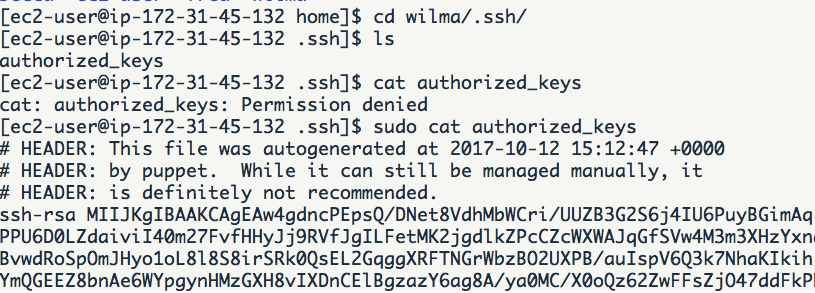 [ec2-user@ip-172-31-45-132 home]$ cd wilma/.ssh/
[ec2-user@ip-172-31-45-132 .ssh]$ ls
authorized_keys
[ec2-user@ip-172-31-45-132 .ssh]$ cat authorized_keys
cat: authorized_keys: Permission denied
[ec2-user@ip-172-31-45-132 .ssh]$ sudo cat authorized_keys
# HEADER: This file was autogenerated at 2017-10-12 15:12:47 +0000
# HEADER: by puppet.  While it can still be managed manually, it
# HEADER: is definitely not recommended.
ssh-rsa MIIJKgIBAAKCAgEAw4gdncPEpsQ/DNet8VdhMbWCri/UUZB3G2S6j4IU6PuyBGimAq
PPU6D0LZdaiviI40m27FvfHHyJj9RVfJgILFetMK2jgdlkZPcCZcWXWAJqGfSVw4M3m3XHzYxn
BvwdRoSpOmJHyo1oL8l8S8irSRk0QsEL2GqggXRFTNGrWbzBO2UXPB/auIspV6Q3k7NhaKIkih
YmQGEEZ8bnAe6WYpgynHMzGXH8vIXDnCElBgzazY6ag8A/ya0MC/X0oQz62ZwFFsZjO47ddFkP